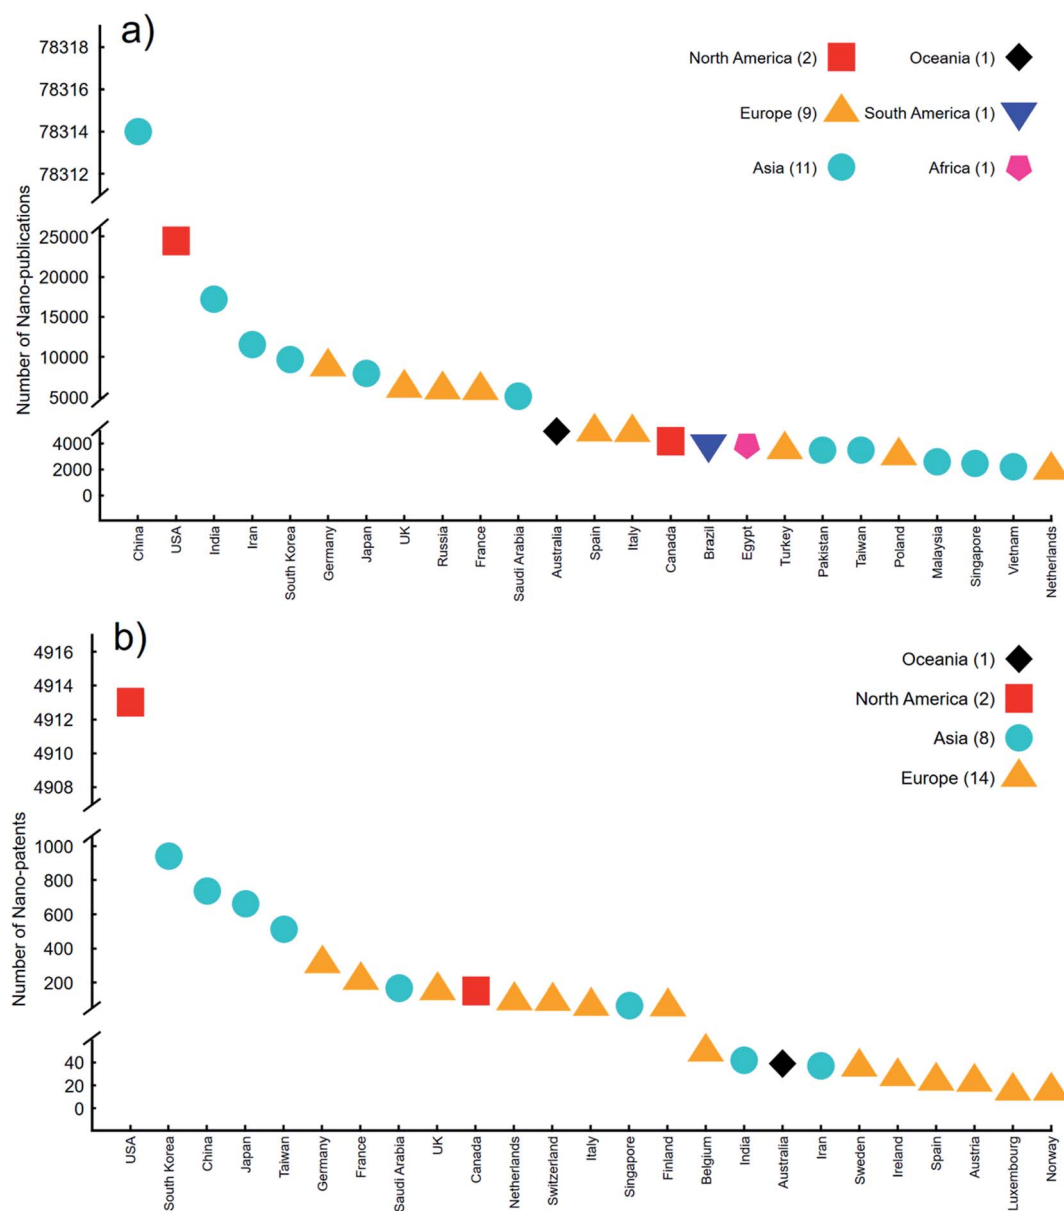 a)
78318
78316
78314
78312
25000
20000
15000
10000
5000
4000
2000
0
Number of Nano-publications
North America (2)
Europe (9)
Asia (11)
Oceania (1)
South America (1)
Africa (1)
China
USA
India
Iran
South Korea
Germany
Japan
UK
Russia
France
Saudi Arabia
Australia
Spain
Italy
Canada
Brazil
Egypt
Turkey
Pakistan
Taiwan
Poland
Malaysia
Singapore
Vietnam
Netherlands
b)
4916
4914
4912
4910
4908
1000
800
600
400
200
40
20
0
Number of Nano-patents
Oceania (1)
North America (2)
Asia (8)
Europe (14)
USA
South Korea
China
Japan
Taiwan
Germany
France
Saudi Arabia
UK
Canada
Netherlands
Switzerland
Italy
Singapore
Finland
Belgium
India
Australia
Iran
Sweden
Ireland
Spain
Austria
Luxembourg
Norway